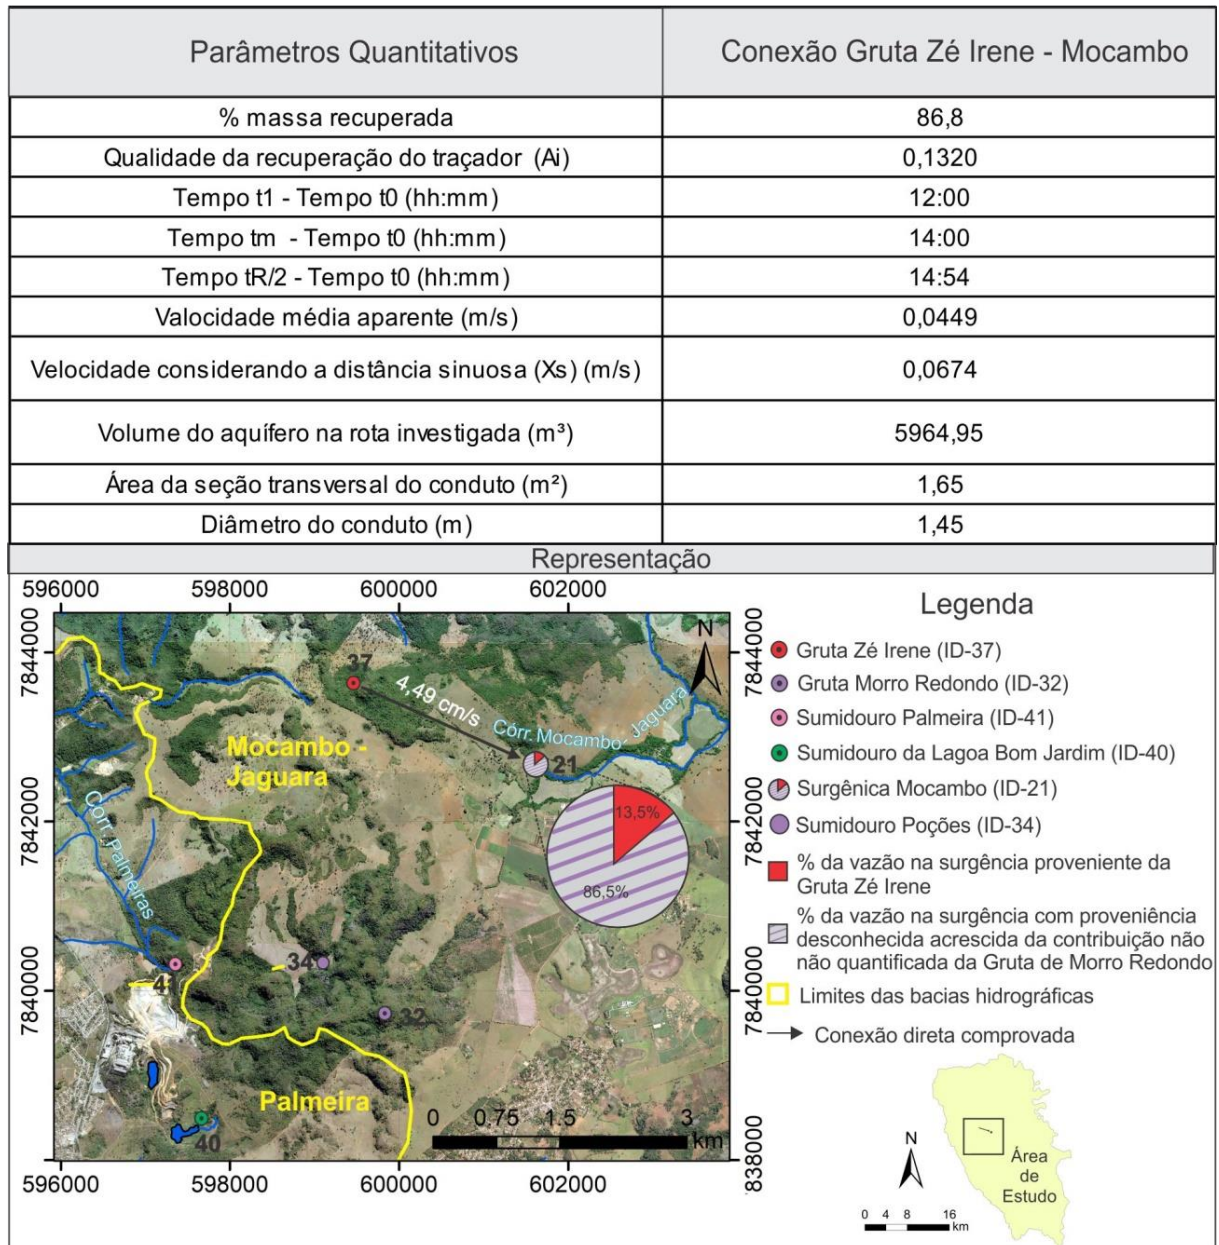 Parâmetros Quantitativos
Conexão Gruta Zé Irene - Mocambo
% massa recuperada
86,8
Qualidade da recuperação do traçador (Ai)
0,1320
Tempo t1 - Tempo t0 (hh:mm)
12:00
Tempo tm - Tempo t0 (hh:mm)
14:00
Tempo tR/2 - Tempo t0 (hh:mm)
14:54
Valocidade média aparente (m/s)
0,0449
Velocidade considerando a distância sinuosa (Xs) (m/s)
0,0674
Volume do aquífero na rota investigada (m³)
5964,95
Área da seção transversal do conduto (m²)
1,65
Diâmetro do conduto (m)
1,45
Representação
596000
598000
600000
602000
7844000
7842000
7840000
7838000
7844000
7842000
7840000
7838000
N
37
4,49 cm/s
Córr. Mocambo- Jaguara
21
Mocambo -
Jaguara
Córr. Palmeiras
13,5%
86,5%
34
41
32
Palmeira
40
0 0.75 1.5 3
km
596000
598000
600000
602000
Legenda
Gruta Zé Irene (ID-37)
Gruta Morro Redondo (ID-32)
Sumidouro Palmeira (ID-41)
Sumidouro da Lagoa Bom Jardim (ID-40)
Surgênica Mocambo (ID-21)
Sumidouro Poções (ID-34)
% da vazão na surgência proveniente da
Gruta Zé Irene
% da vazão na surgência com proveniência
desconhecida acrescida da contribuição não
não quantificada da Gruta de Morro Redondo
Limites das bacias hidrográficas
Conexão direta comprovada
N
Área
de
Estudo
0 4 8 16
km